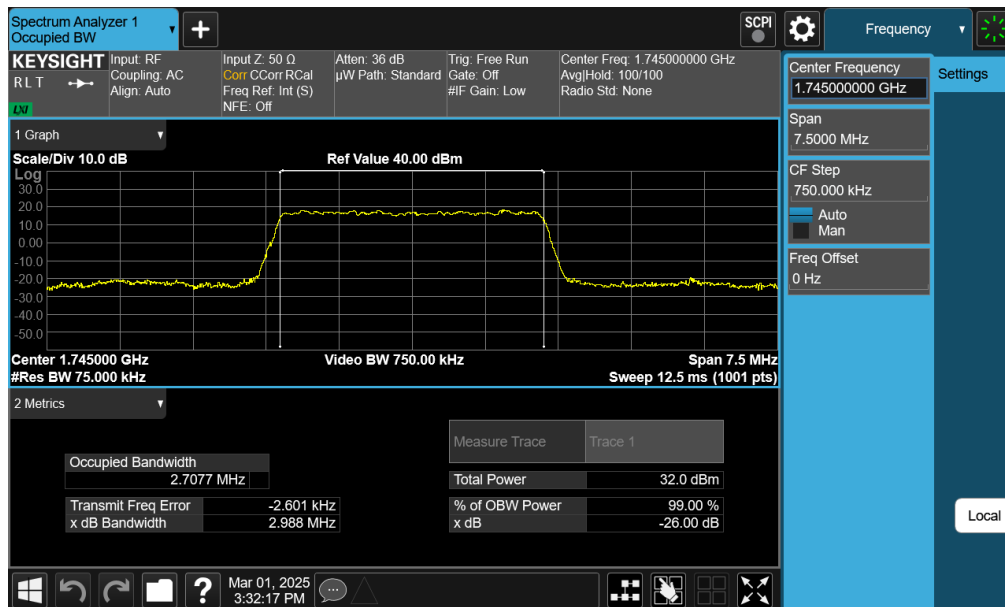 Spectrum Analyzer 1
Occupied BW
SCPI
Frequency
KEYSIGHT
RLT
LXI
Input: RF
Coupling: AC
Align: Auto
Input Z: 50 Ω
Corr CCorr RCal
Freq Ref: Int (S)
NFE: Off
Atten: 36 dB
µW Path: Standard
Trig: Free Run
Gate: Off
#IF Gain: Low
Center Freq: 1.745000000 GHz
Avg|Hold: 100/100
Radio Std: None
Center Frequency
1.745000000 GHz
Settings
Span
7.5000 MHz
CF Step
750.000 kHz
Auto
Man
Freq Offset
0 Hz
Local
1 Graph
Scale/Div 10.0 dB
Ref Value 40.00 dBm
Log
30.0
20.0
10.0
0.00
-10.0
-20.0
-30.0
-40.0
-50.0
Center 1.745000 GHz
Video BW 750.00 kHz
Span 7.5 MHz
#Res BW 75.000 kHz
Sweep 12.5 ms (1001 pts)
2 Metrics
Measure Trace
Trace 1
Occupied Bandwidth
2.7077 MHz
Total Power
32.0 dBm
Transmit Freq Error
-2.601 kHz
% of OBW Power
99.00 %
x dB Bandwidth
2.988 MHz
x dB
-26.00 dB
?
Mar 01, 2025
3:32:17 PM